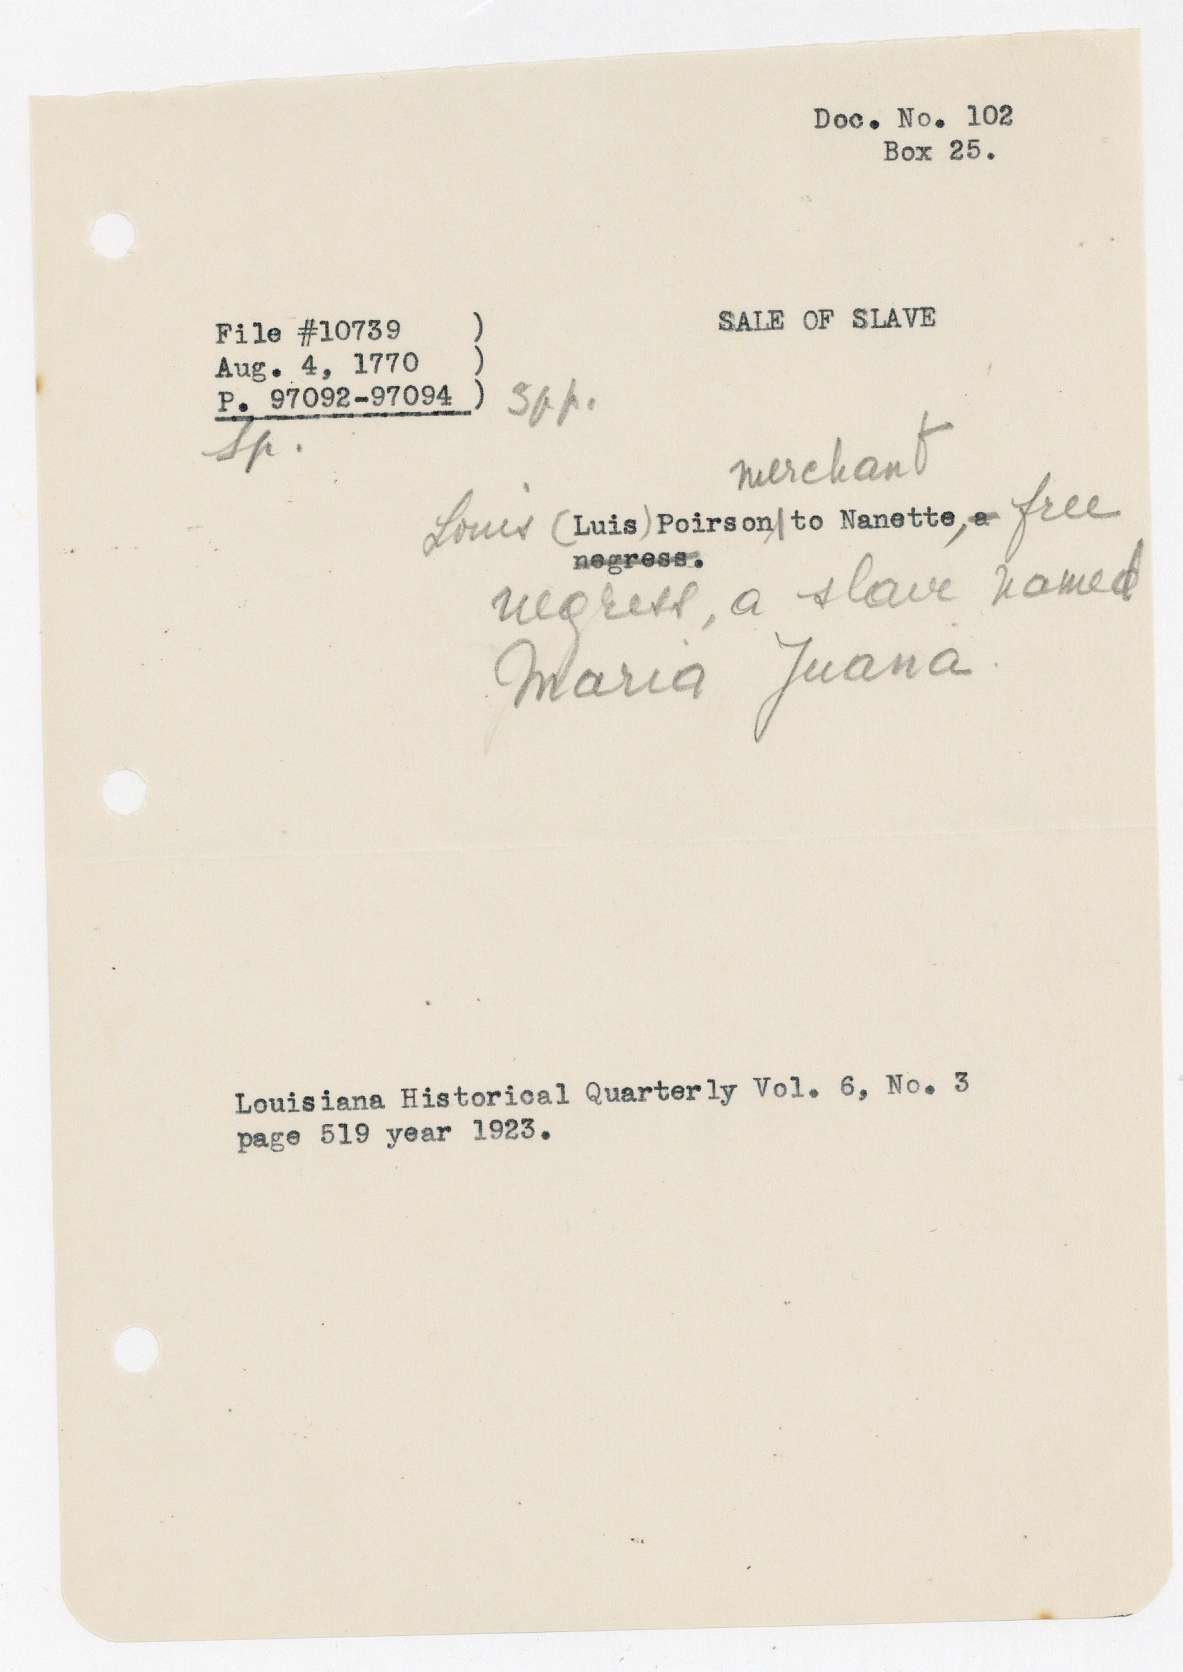 Doc. No. 102
Box 25.
File #10739 )
SALE OF SLAVE
Aug. 4, 1770 )
P. 97092-97094 ) 3pp.
Sp.
merchant
Louis (Luis) Poirson, to Nanette, a free
negress.
negress, a slave named
Maria Juana.
Louisiana Historical Quarterly Vol. 6, No. 3
page 519 year 1923.